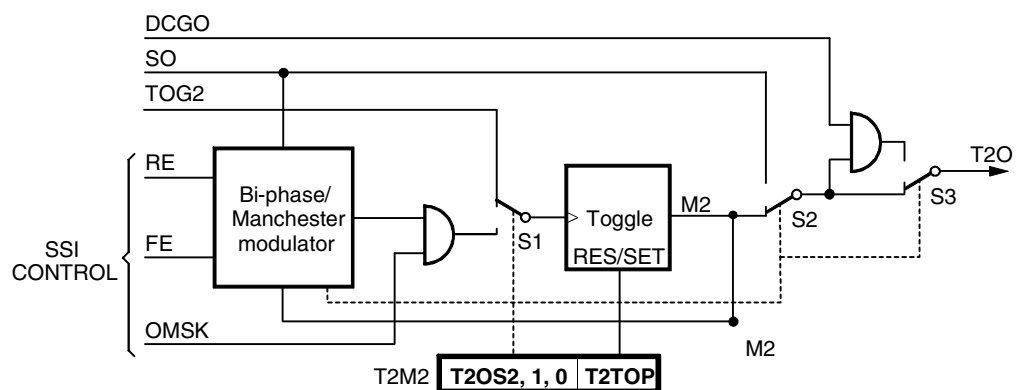 DCGO
SO
TOG2
RE
FE
SSI
CONTROL
OMSK
Bi-phase/
Manchester
modulator
S1
Toggle
RES/SET
M2
S2
S3
T2O
M2
T2M2
T2OS2, 1, 0
T2TOP